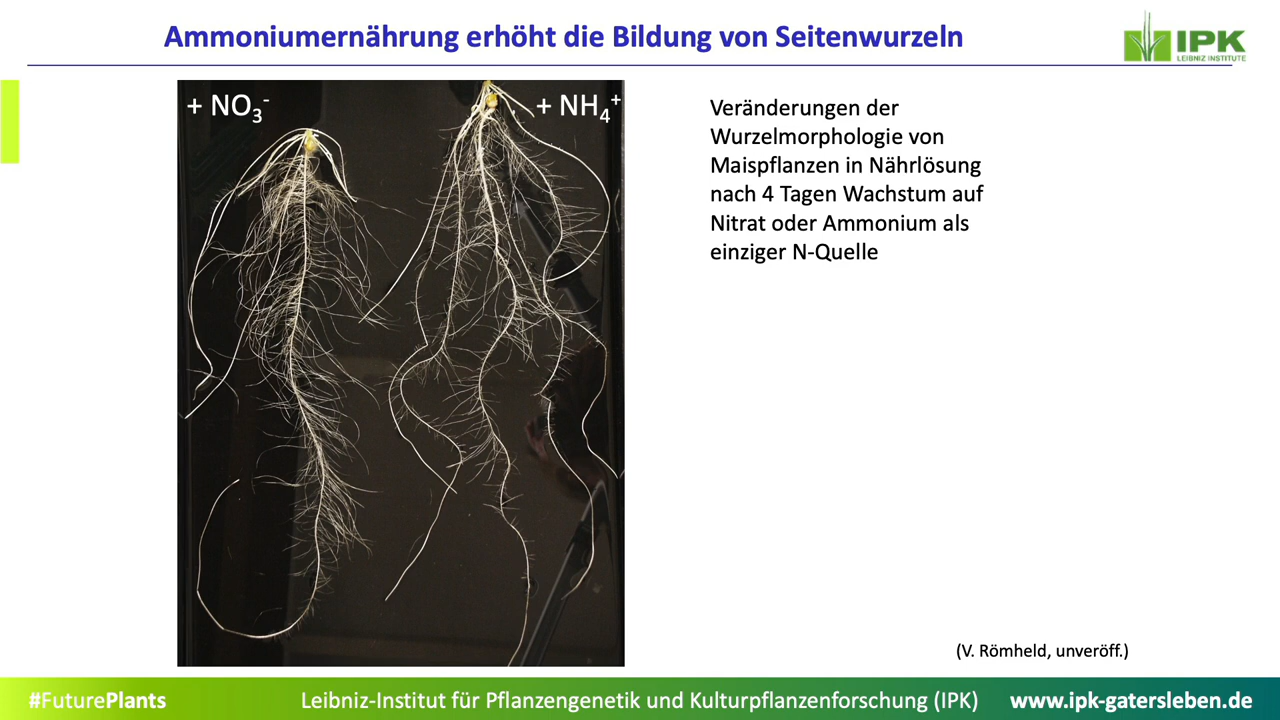 Ammoniumernährung erhöht die Bildung von Seitenwurzeln
IPK
LEIBNIZ INSTITUTE
+ NO₃⁻
+ NH₄⁺
Veränderungen der
Wurzelmorphologie von
Maispflanzen in Nährlösung
nach 4 Tagen Wachstum auf
Nitrat oder Ammonium als
einziger N-Quelle
(V. Römheld, unveröff.)
#FuturePlants
Leibniz-Institut für Pflanzengenetik und Kulturpflanzenforschung (IPK)
www.ipk-gatersleben.de